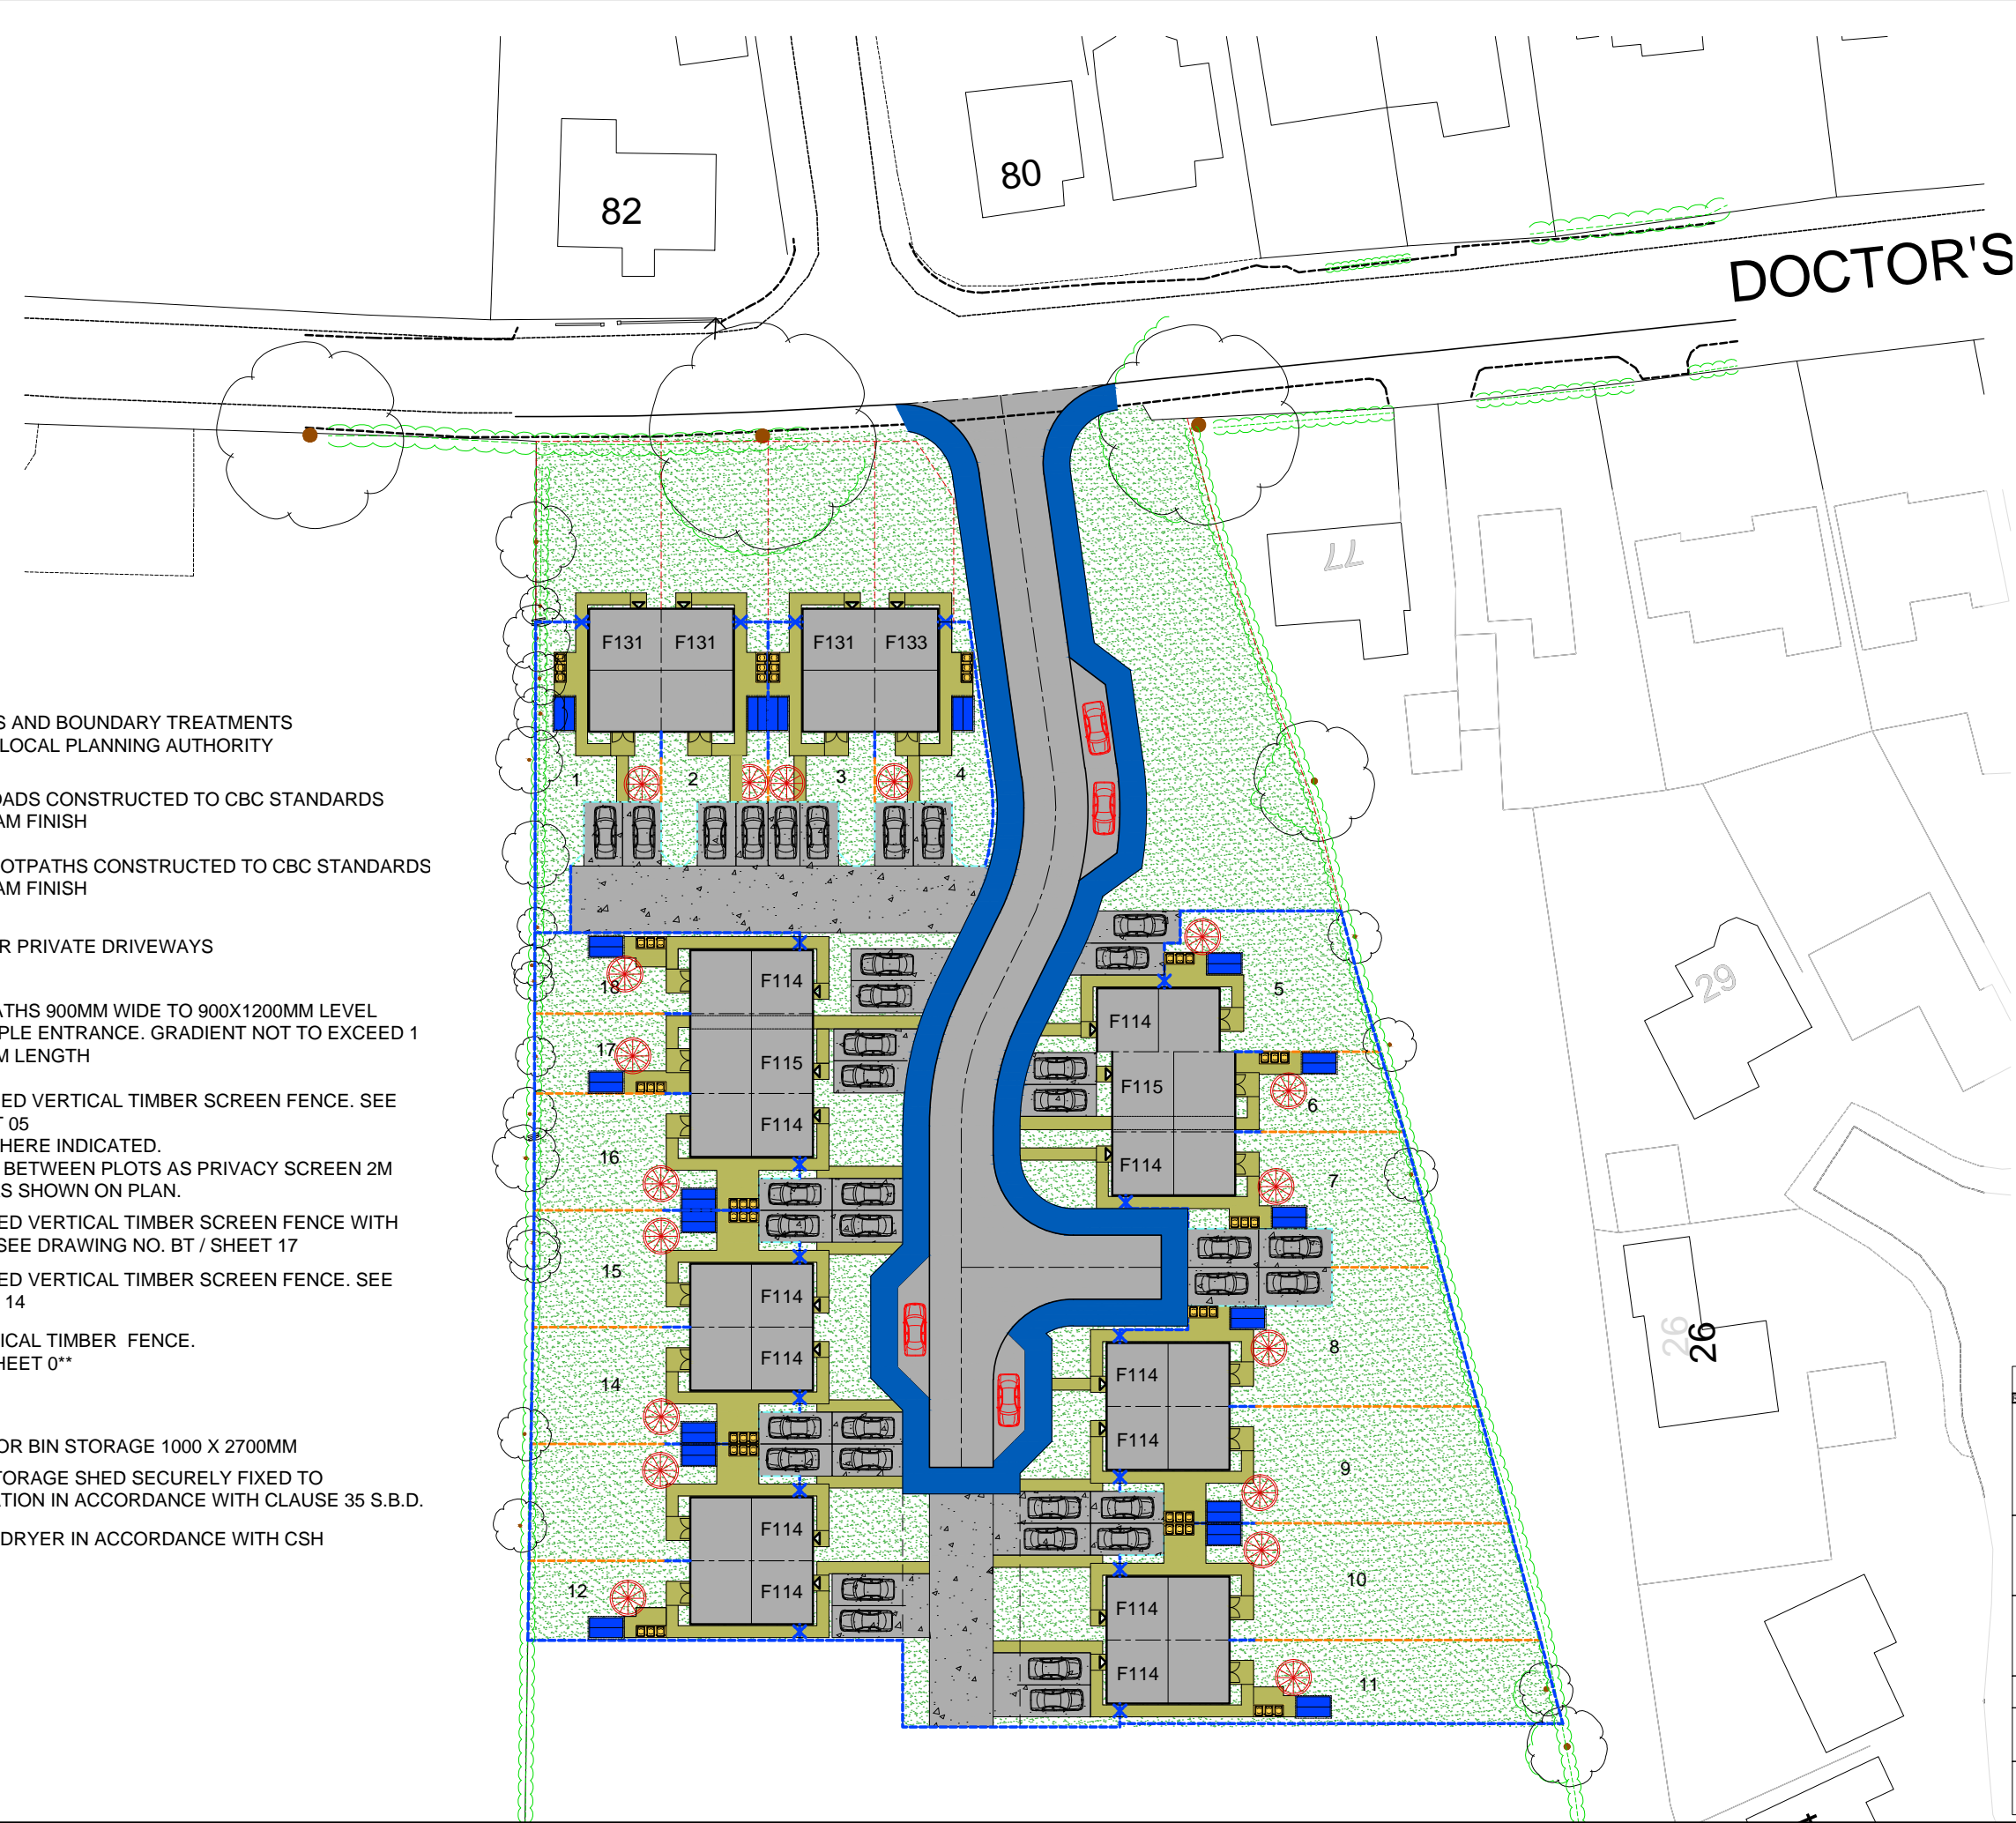 82
80
DOCTOR'S
77
F131 F131 F131 F133
S AND BOUNDARY TREATMENTS
LOCAL PLANNING AUTHORITY
1 2 3 4
OADS CONSTRUCTED TO CBC STANDARDS
AM FINISH
OTPATHS CONSTRUCTED TO CBC STANDARDS
AM FINISH
R PRIVATE DRIVEWAYS
ATHS 900MM WIDE TO 900X1200MM LEVEL
PLE ENTRANCE. GRADIENT NOT TO EXCEED 1
M LENGTH
ED VERTICAL TIMBER SCREEN FENCE. SEE
T 05
HERE INDICATED.
BETWEEN PLOTS AS PRIVACY SCREEN 2M
AS SHOWN ON PLAN.
ED VERTICAL TIMBER SCREEN FENCE WITH
SEE DRAWING NO. BT / SHEET 17
ED VERTICAL TIMBER SCREEN FENCE. SEE
14
ICAL TIMBER FENCE.
HEET 0**
OR BIN STORAGE 1000 X 2700MM
TORAGE SHED SECURELY FIXED TO
ATION IN ACCORDANCE WITH CLAUSE 35 S.B.D.
DRYER IN ACCORDANCE WITH CSH
18 F114
17 F115
16 F114
15 F114
14 F114
F114
12 F114
F114 5
F115 6
F114 7
F114 8
F114 9
F114 10
F114 11
29
26
26